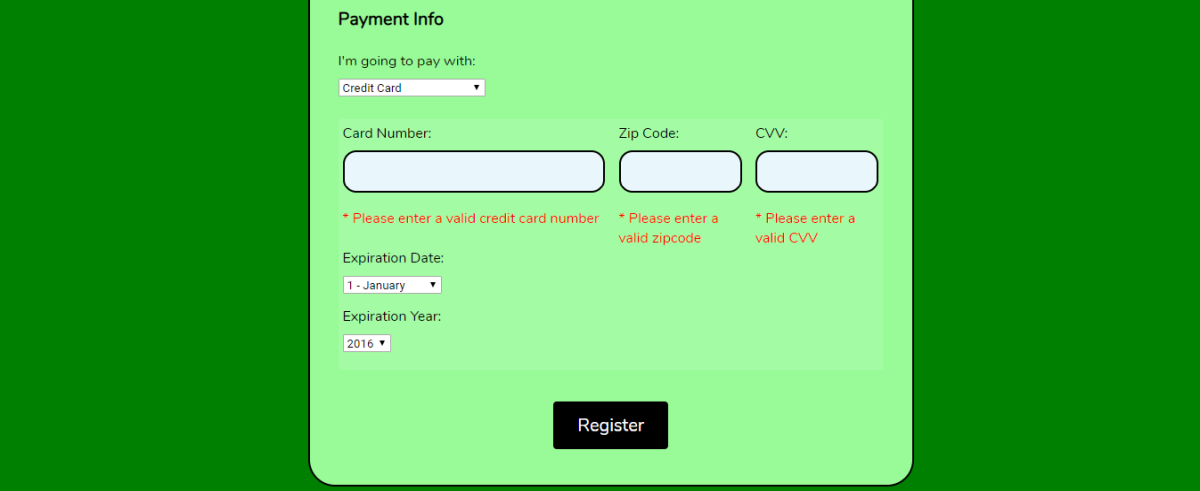 Payment Info
I'm going to pay with:
Credit Card
Card Number: Zip Code: CVV:
* Please enter a valid credit card number
* Please enter a
valid zipcode
* Please enter a
valid CVV
Expiration Date:
1 - January
Expiration Year:
2016
Register